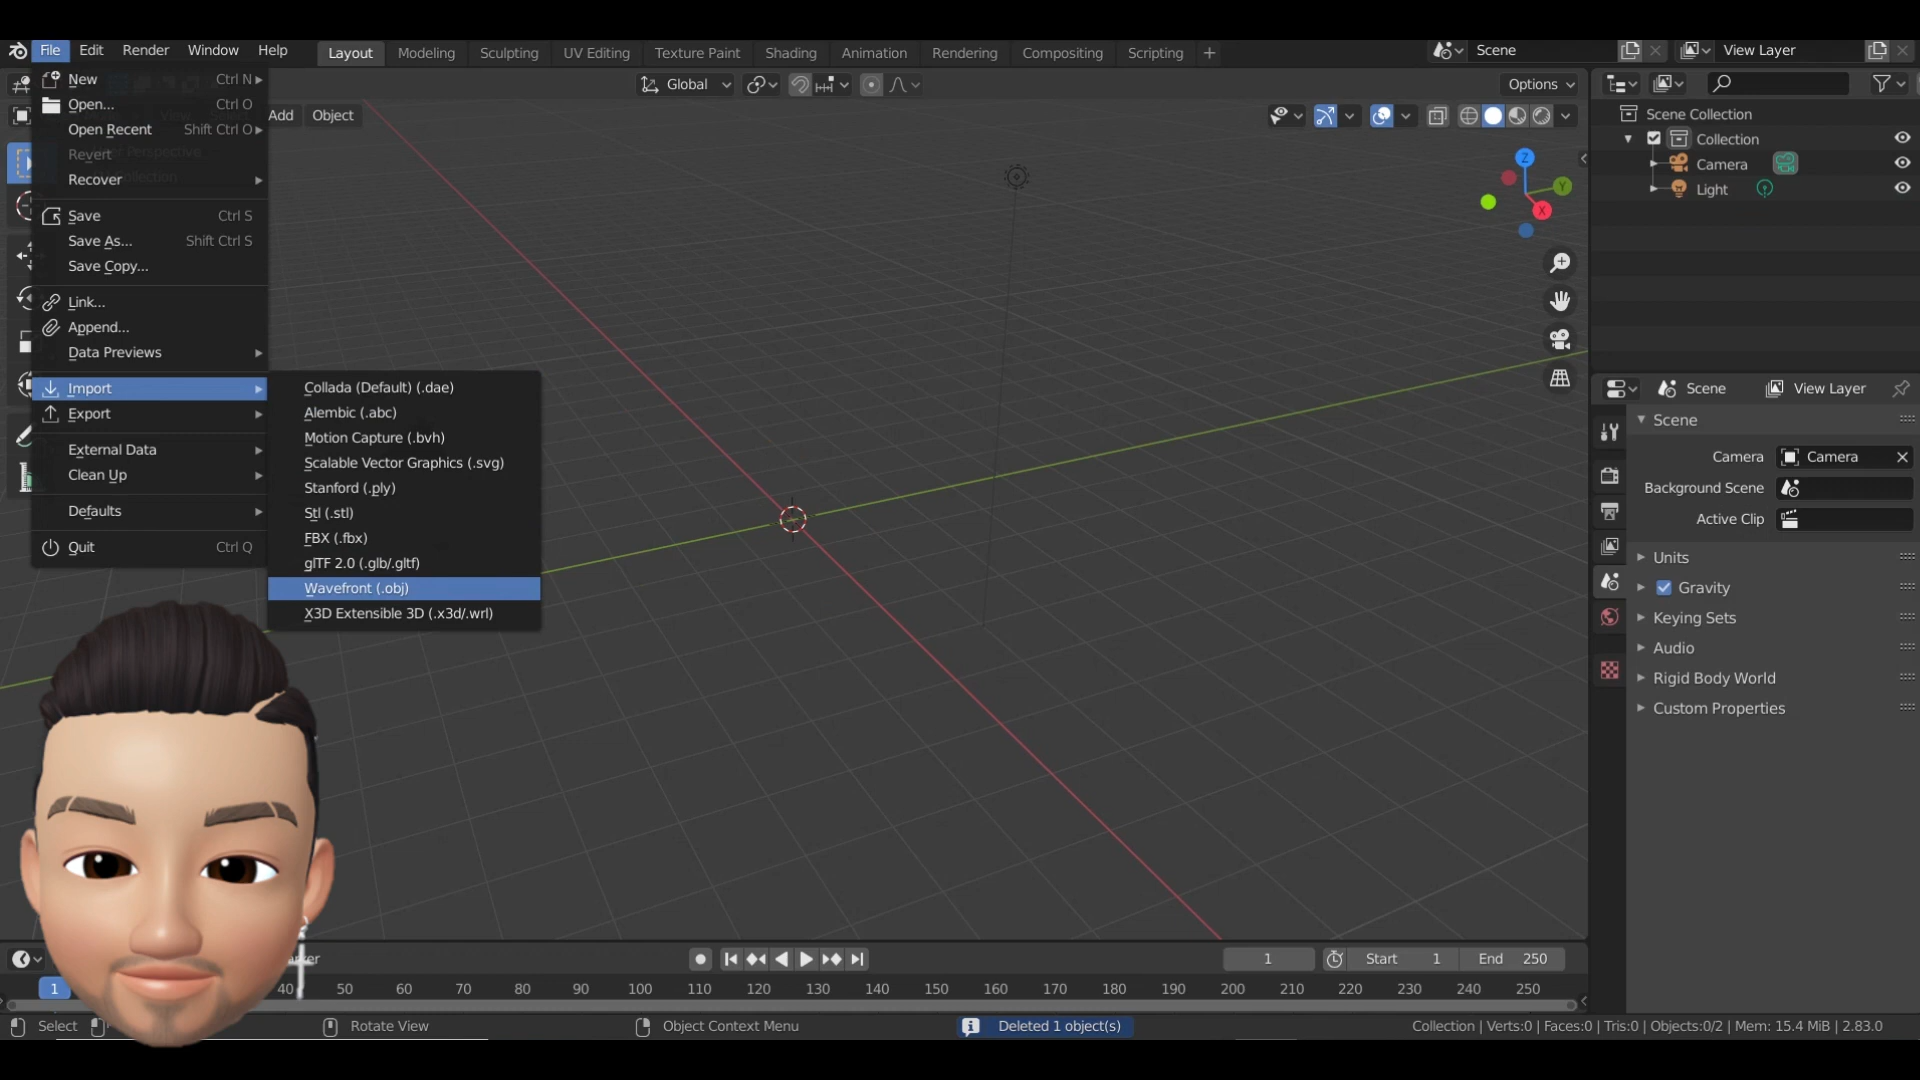 File Edit Render Window Help Layout Modeling Sculpting UV Editing Texture Paint Shading Animation Rendering Compositing Scripting + Scene View Layer
New Ctrl N
Open... Ctrl O
Open Recent Shift Ctrl O
Revert
Recover
Save Ctrl S
Save As... Shift Ctrl S
Save Copy...
Link...
Append...
Data Previews
Import
Export
External Data
Clean Up
Defaults
Quit Ctrl Q
Collada (Default) (.dae)
Alembic (.abc)
Motion Capture (.bvh)
Scalable Vector Graphics (.svg)
Stanford (.ply)
Stl (.stl)
FBX (.fbx)
glTF 2.0 (.glb/.gltf)
Wavefront (.obj)
X3D Extensible 3D (.x3d/.wrl)
Global Options
Add Object
Z
Y
X
Scene Collection
Collection
Camera
Light
Scene View Layer
Scene
Camera Camera
Background Scene
Active Clip
Units
Gravity
Keying Sets
Audio
Rigid Body World
Custom Properties
1 Start 1 End 250
1 40 50 60 70 80 90 100 110 120 130 140 150 160 170 180 190 200 210 220 230 240 250
Select Rotate View Object Context Menu Deleted 1 object(s) Collection | Verts:0 | Faces:0 | Tris:0 | Objects:0/2 | Mem: 15.4 MiB | 2.83.0